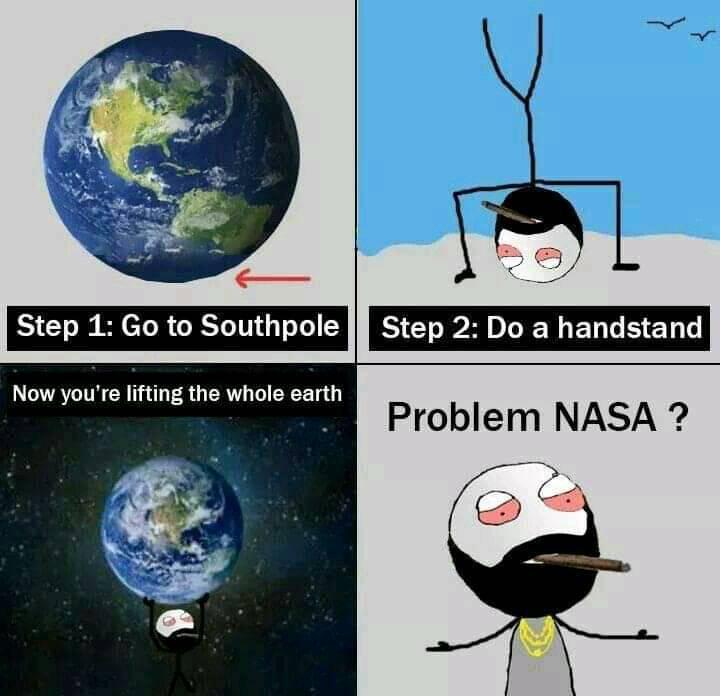 Step 1: Go to Southpole
Step 2: Do a handstand
Now you're lifting the whole earth
Problem NASA ?